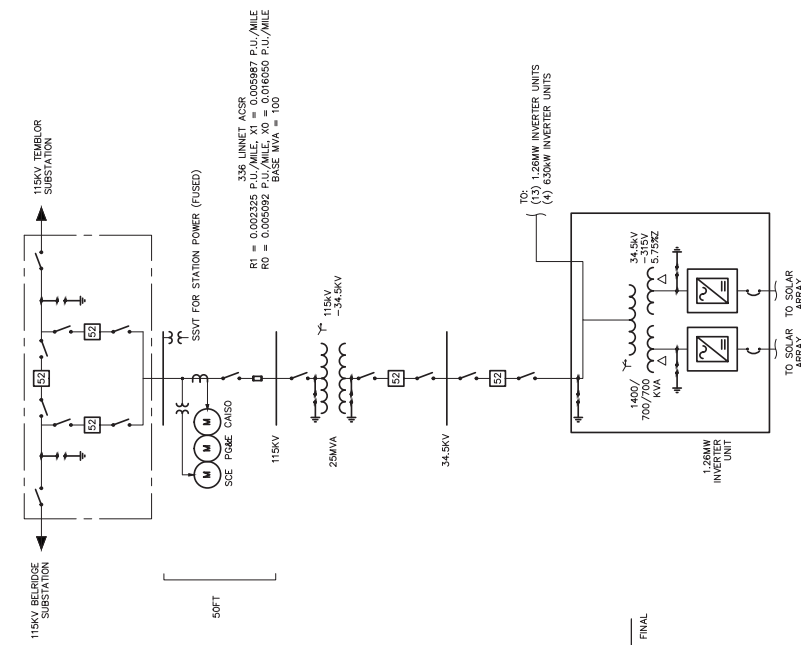 115KV TEMBLOR
SUBSTATION
115KV BELRIDGE
SUBSTATION
52
52
52
SSVT FOR STATION POWER (FUSED)
M
M
M
SCE PG&E CAISO
50FT
336 LINNET ACSR
R1 = 0.002325 P.U./MILE, X1 = 0.005987 P.U./MILE
R0 = 0.005092 P.U./MILE, X0 = 0.016050 P.U./MILE
BASE MVA = 100
115KV
115kV
-34.5KV
25MVA
52
34.5KV
52
TO:
(13) 1.26MW INVERTER UNITS
(4) 630kW INVERTER UNITS
34.5kV
-315V
5.75%Z
1400/
700/700
KVA
1.26MW
INVERTER
UNIT
TO SOLAR
ARRAY
TO SOLAR
ARRAY
FINAL